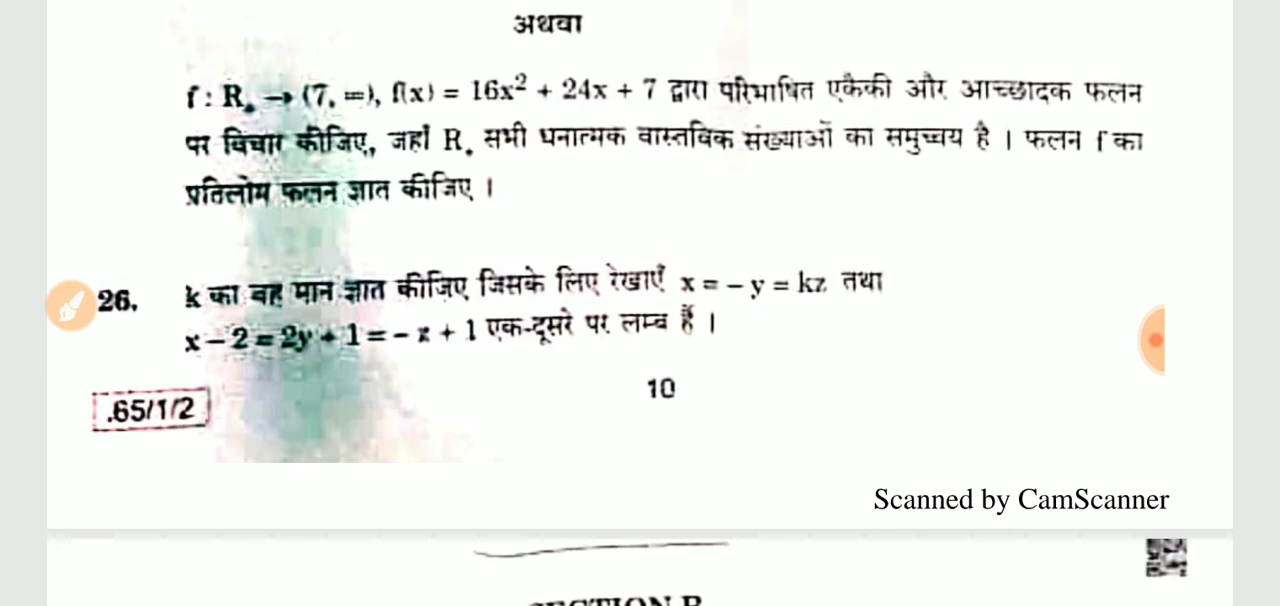 अथवा
f : R₊ → (7, ∞), f(x) = 16x² + 24x + 7 द्वारा परिभाषित एकैकी और आच्छादक फलन
पर विचार कीजिए, जहाँ R₊ सभी धनात्मक वास्तविक संख्याओं का समुच्चय है । फलन f का
प्रतिलोम फलन ज्ञात कीजिए ।
26. k का वह मान ज्ञात कीजिए जिसके लिए रेखाएँ x = – y = kz तथा
x – 2 = 2y + 1 = – z + 1 एक-दूसरे पर लम्ब हैं ।
.65/1/2
10
Scanned by CamScanner
SECTION B